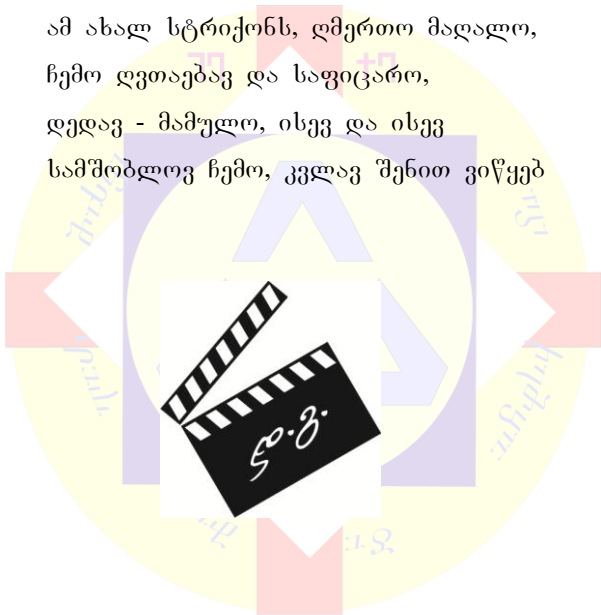 ამ ახალ სტრიქონს, ღმერთო მაღალო,
ჩემო ღვთაებავ და საფიცარო,
დედავ - მამულო, ისევ და ისევ
სამშობლოვ ჩემო, კვლავ შენით ვიწყებ